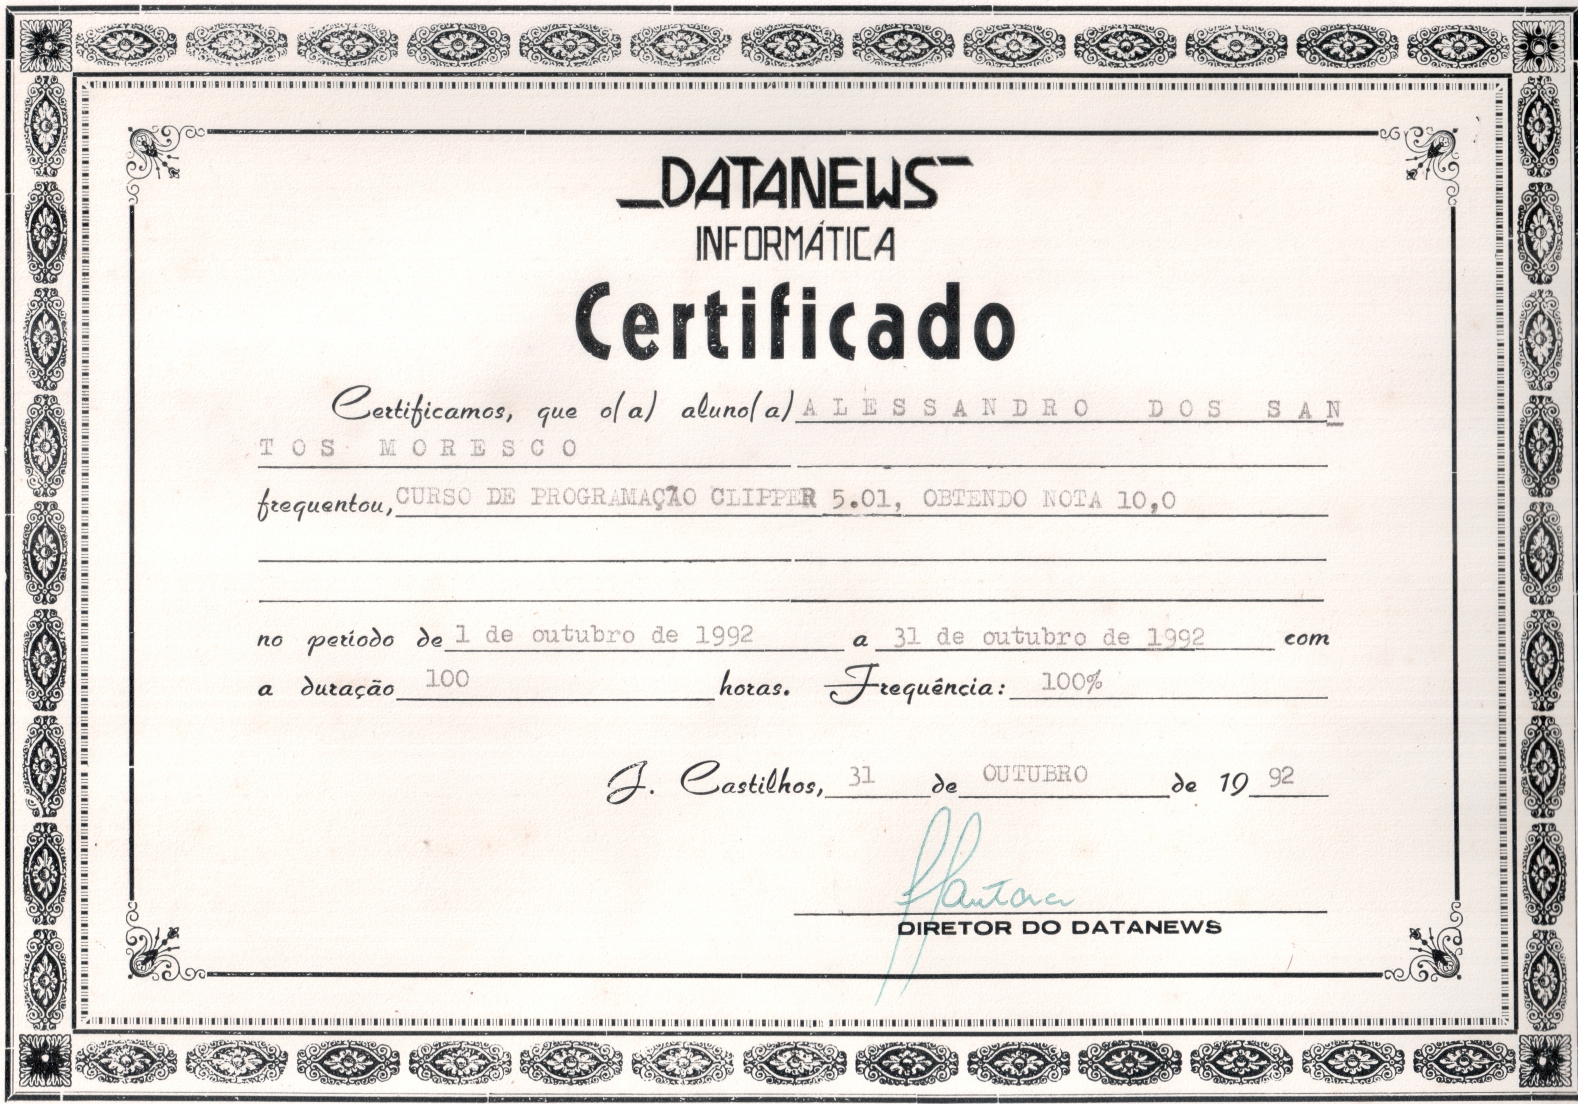 DATANEWS
INFORMÁTICA
Certificado
Certificamos, que o(a) aluno(a) ALESSANDRO DOS SAN
TOS MORESCO
frequentou, CURSO DE PROGRAMAÇÃO CLIPPER 5.01, OBTENDO NOTA 10,0
no período de 1 de outubro de 1992 a 31 de outubro de 1992 com
a duração 100 horas. Frequência: 100%
J. Castilhos, 31 de OUTUBRO de 19 92
DIRETOR DO DATANEWS